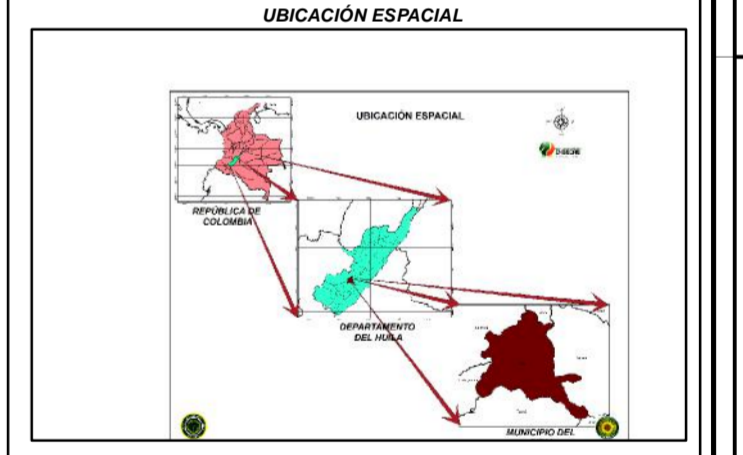 UBICACIÓN ESPACIAL
UBICACIÓN ESPACIAL
REPÚBLICA DE
COLOMBIA
DEPARTAMENTO
DEL HUILA
MUNICIPIO DEL